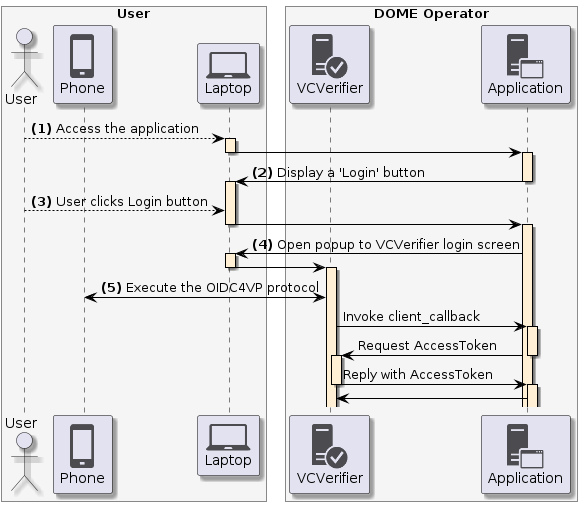 User
DOME Operator
User
Phone
Laptop
VCVerifier
Application
(1) Access the application
(2) Display a 'Login' button
(3) User clicks Login button
(4) Open popup to VCVerifier login screen
(5) Execute the OIDC4VP protocol
Invoke client_callback
Request AccessToken
Reply with AccessToken
User
Phone
Laptop
VCVerifier
Application